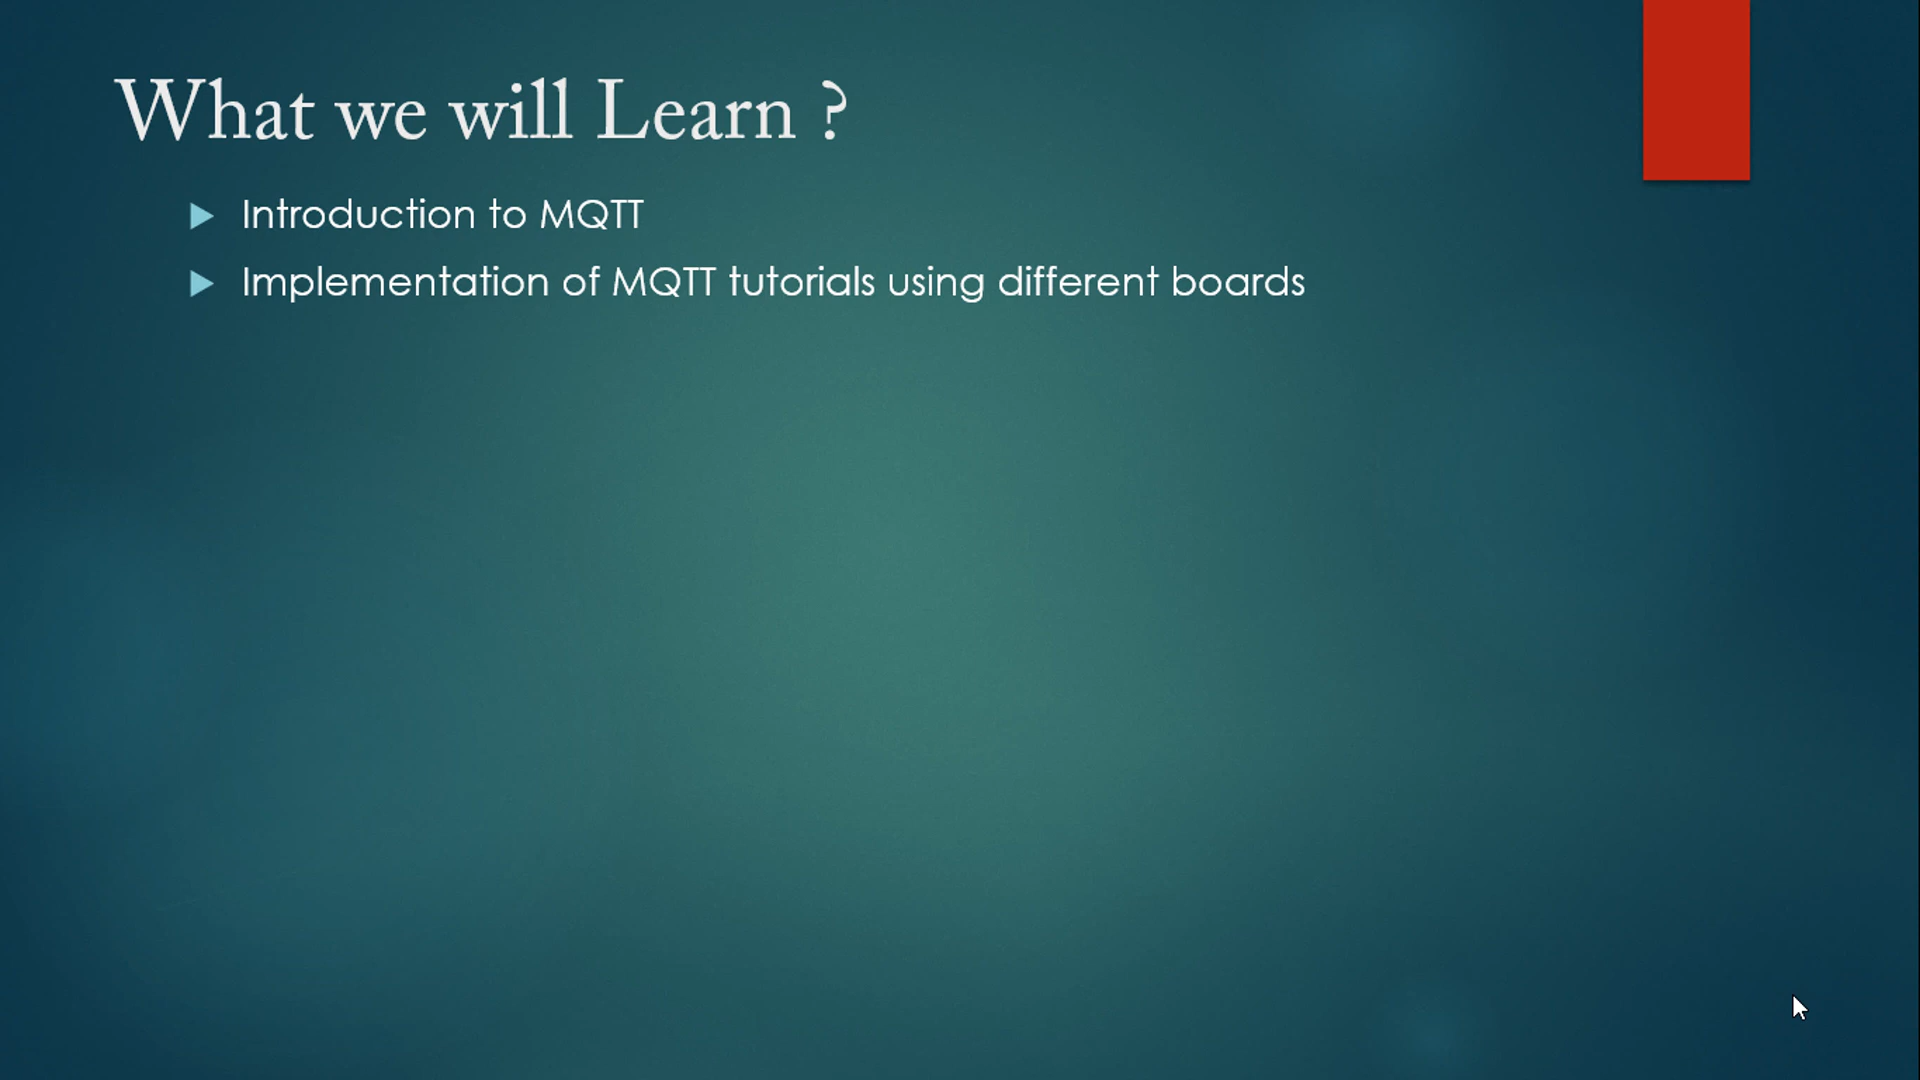 What we will Learn ?
Introduction to MQTT
Implementation of MQTT tutorials using different boards